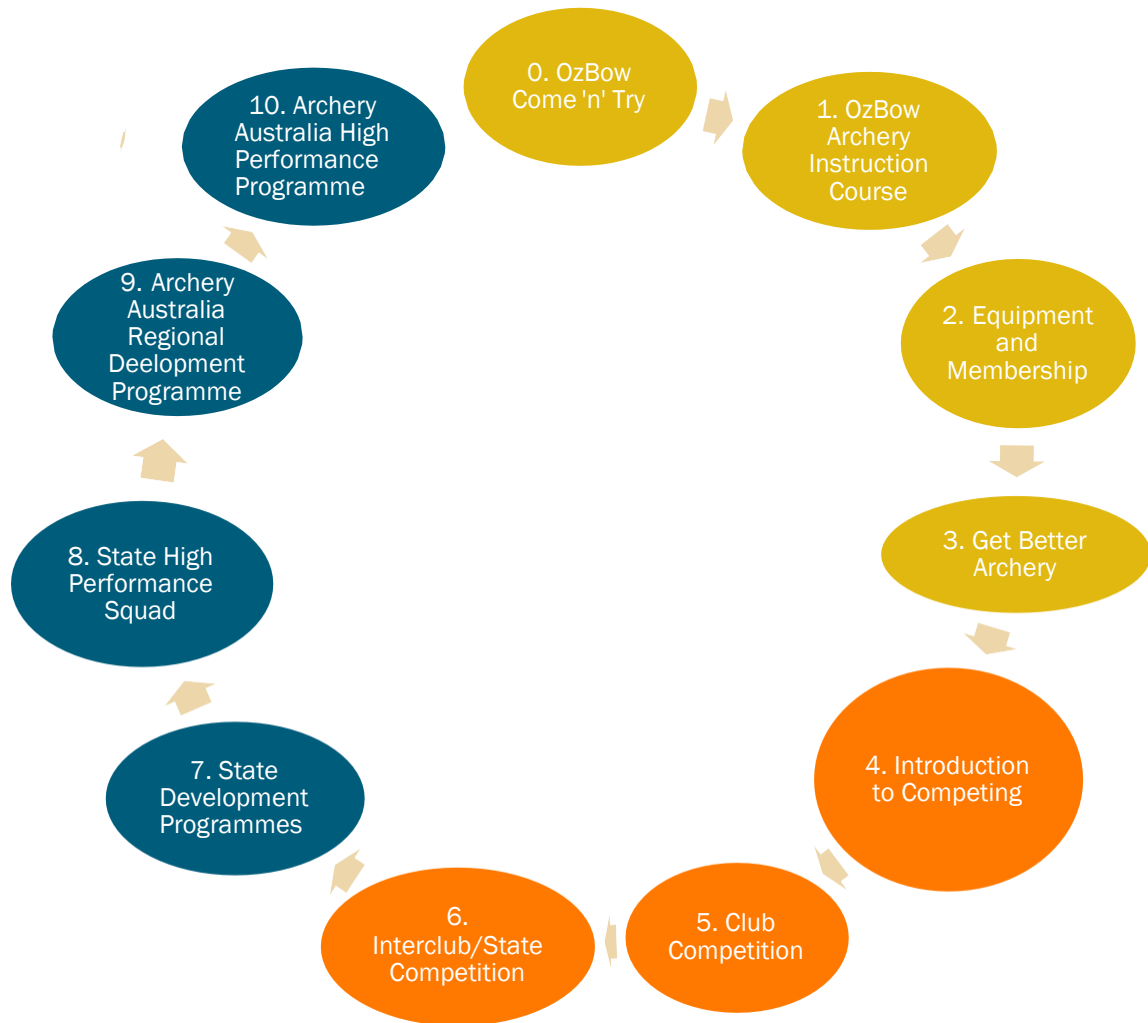 0. OzBow
Come 'n' Try
1. OzBow
Archery
Instruction
Course
2. Equipment
and
Membership
3. Get Better
Archery
4. Introduction
to Competing
5. Club
Competition
6.
Interclub/State
Competition
7. State
Development
Programmes
8. State High
Performance
Squad
9. Archery
Australia
Regional
Deelopment
Programme
10. Archery
Australia High
Performance
Programme